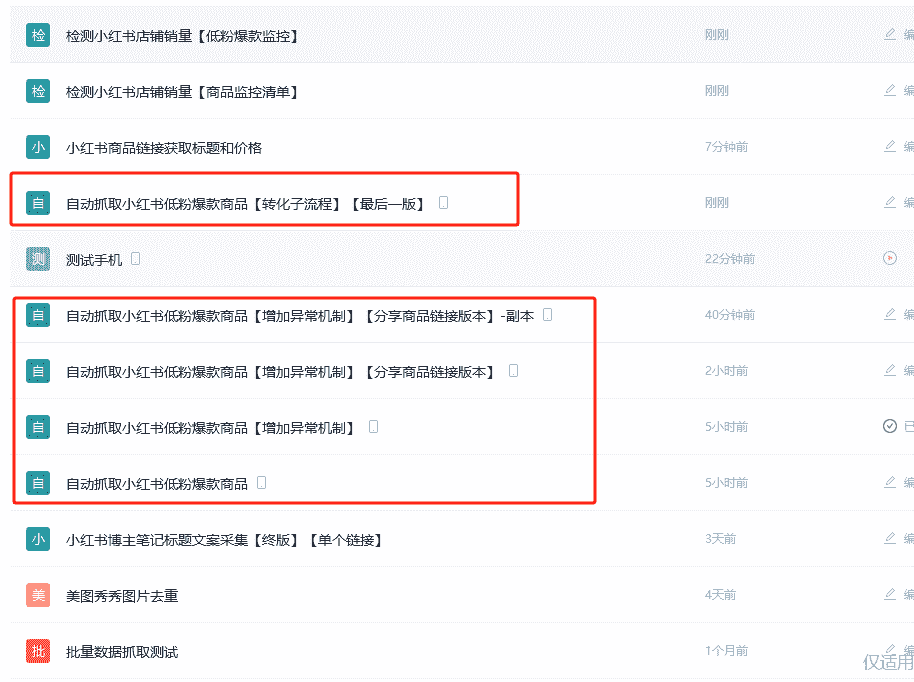 检 检测小红书店铺销量【低粉爆款监控】 刚刚 编
检 检测小红书店铺销量【商品监控清单】 刚刚 编
小 小红书商品链接获取标题和价格 7分钟前 编
自 自动抓取小红书低粉爆款商品【转化子流程】【最后一版】 刚刚 编
测 测试手机 22分钟前
自 自动抓取小红书低粉爆款商品【增加异常机制】【分享商品链接版本】-副本 40分钟前 编
自 自动抓取小红书低粉爆款商品【增加异常机制】【分享商品链接版本】 2小时前 编
自 自动抓取小红书低粉爆款商品【增加异常机制】 5小时前 已
自 自动抓取小红书低粉爆款商品 5小时前 编
小 小红书博主笔记标题文案采集【终版】【单个链接】 3天前 编
美 美图秀秀图片去重 4天前 编
批 批量数据抓取测试 1个月前 编
仅适用